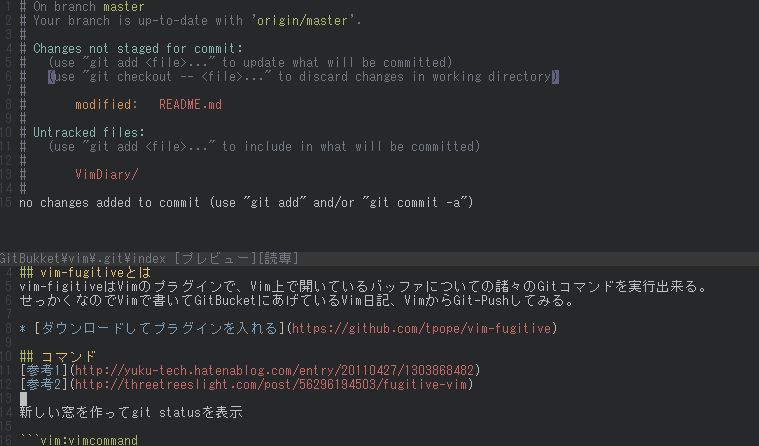 1 # On branch master
2 # Your branch is up-to-date with 'origin/master'.
3 #
4 # Changes not staged for commit:
5 #   (use "git add <file>..." to update what will be committed)
6 #   (use "git checkout -- <file>..." to discard changes in working directory)
7 #
8 #       modified:   README.md
9 #
10 # Untracked files:
11 #   (use "git add <file>..." to include in what will be committed)
12 #
13 #       VimDiary/
14 #
15 no changes added to commit (use "git add" and/or "git commit -a")
GitBukket¥vim¥.git¥index [プレビュー][読専]
4 ## vim-fugitiveとは
5 vim-figitiveはVimのプラグインで、Vim上で開いているバッファについての諸々のGitコマンドを実行出来る。
6 せっかくなのでVimで書いてGitBucketにあげているVim日記、VimからGit-Pushしてみる。
7
8 * [ダウンロードしてプラグインを入れる](https://github.com/tpope/vim-fugitive)
9
10 ## コマンド
11 [参考1](http://yuku-tech.hatenablog.com/entry/20110427/1303868482)
12 [参考2](http://threetreeslight.com/post/56296194503/fugitive-vim)
13
14 新しい窓を作ってgit statusを表示
15
16 ```vim:vimcommand